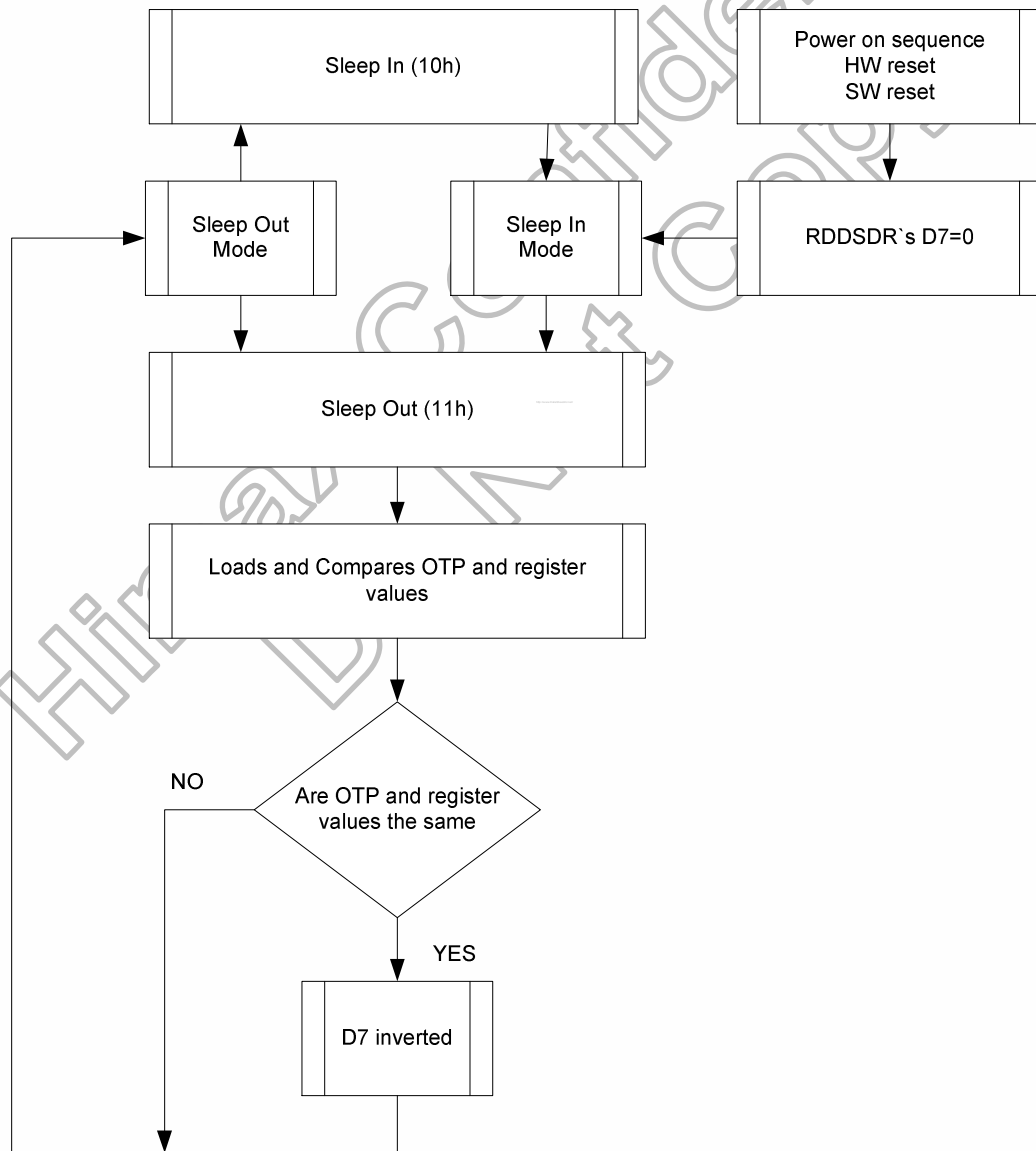 Sleep In (10h)
Power on sequence
HW reset
SW reset
Sleep Out
Mode
Sleep In
Mode
RDDSDR`s D7=0
Sleep Out (11h)
Loads and Compares OTP and register
values
NO
Are OTP and register
values the same
YES
D7 inverted